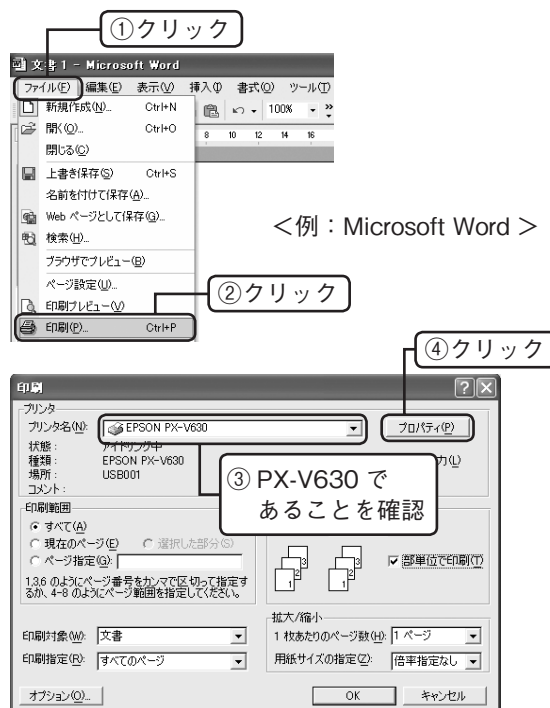 ①クリック
文書 1 - Microsoft Word
ファイル(F) 編集(E) 表示(V) 挿入(I) 書式(O) ツール(T)
新規作成(N)... Ctrl+N
100%
開く(O)... Ctrl+O
8 10 12 14 16
閉じる(C)
上書き保存(S) Ctrl+S
名前を付けて保存(A)...
Web ページとして保存(G)...
<例:Microsoft Word >
検索(H)...
ブラウザでプレビュー(B)
ページ設定(U)...
②クリック
印刷プレビュー(V)
印刷(P)... Ctrl+P
④クリック
印刷
プリンタ
プリンタ名(N): EPSON PX-V630 プロパティ(P)
状態: アイドリング中
種類: EPSON PX-V630 力(L)
場所: USB001
コメント:
③ PX-V630 で
あることを確認
印刷範囲
すべて(A)
現在のページ(E) 選択した部分(S)
ページ指定(G):
部単位で印刷(T)
1,3,6 のようにページ番号をカンマで区切って指定す
るか、4-8 のようにページ範囲を指定してください。
拡大/縮小
印刷対象(W): 文書 1 枚あたりのページ数(H): 1 ページ
印刷指定(R): すべてのページ 用紙サイズの指定(Z): 倍率指定なし
オプション(O)... OK キャンセル